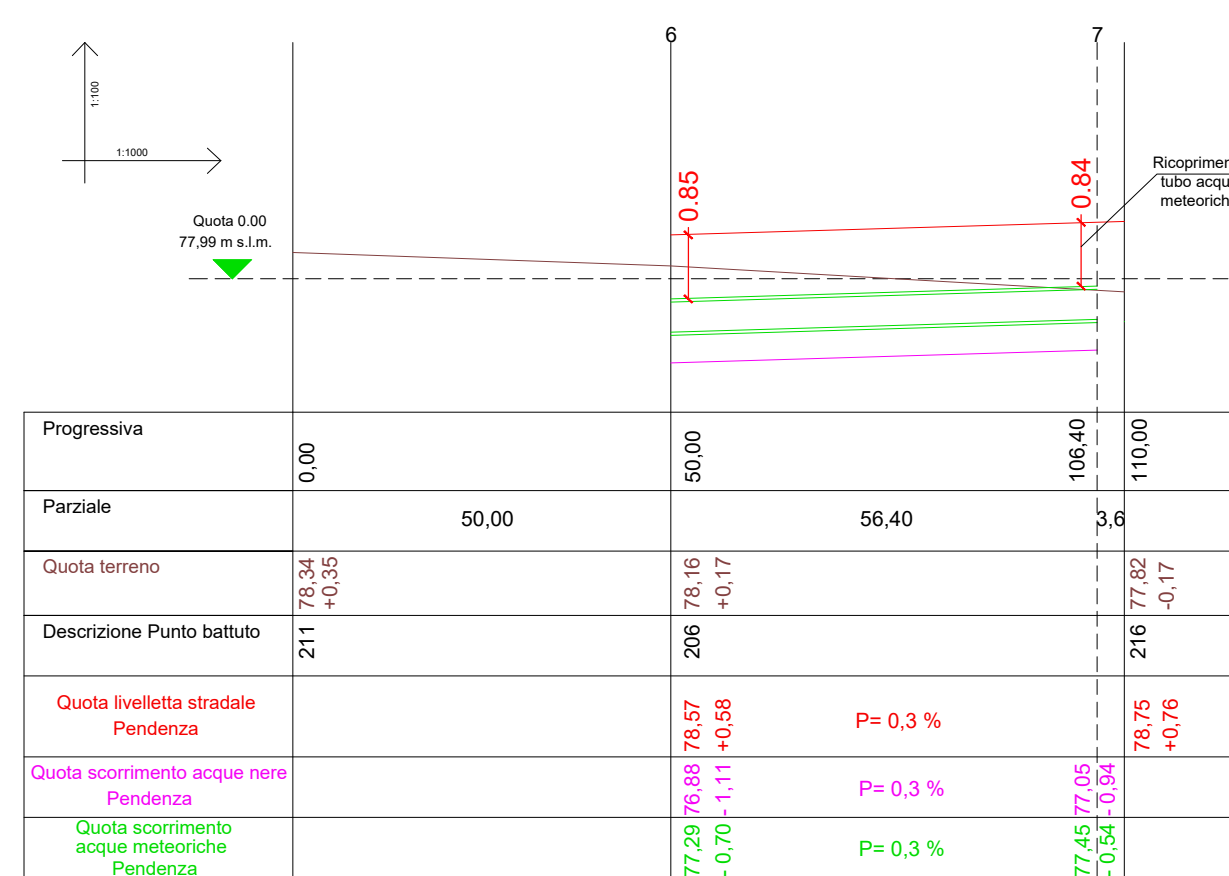 6
7
1:100
1:1000
Quota 0.00
77,99 m s.l.m.
0.85
0.84
Ricoprimen
tubo acqu
meteorich
Progressiva
0,00
50,00
106,40
110,00
Parziale
50,00
56,40
3,6
Quota terreno
78,34
+0,35
78,16
+0,17
77,82
-0,17
Descrizione Punto battuto
211
206
216
Quota livelletta stradale
Pendenza
78,57
+0,58
P= 0,3 %
78,75
+0,76
Quota scorrimento acque nere
Pendenza
76,88
- 1,11
P= 0,3 %
77,05
- 0,94
Quota scorrimento
acque meteoriche
Pendenza
77,29
- 0,70
P= 0,3 %
77,45
- 0,54